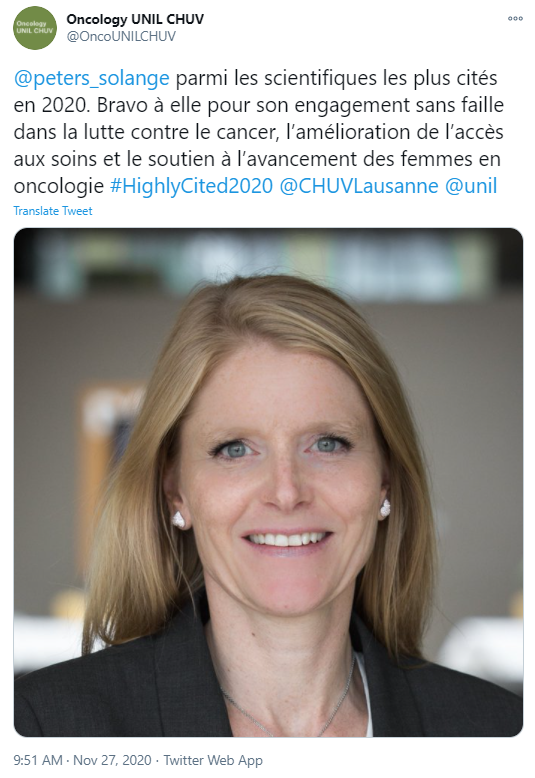 Oncology UNIL CHUV
@OncoUNILCHUV
Oncology
UNIL CHUV
@peters_solange parmi les scientifiques les plus cités
en 2020. Bravo à elle pour son engagement sans faille
dans la lutte contre le cancer, l’amélioration de l’accès
aux soins et le soutien à l’avancement des femmes en
oncologie #HighlyCited2020 @CHUVLausanne @unil
Translate Tweet
9:51 AM · Nov 27, 2020 · Twitter Web App